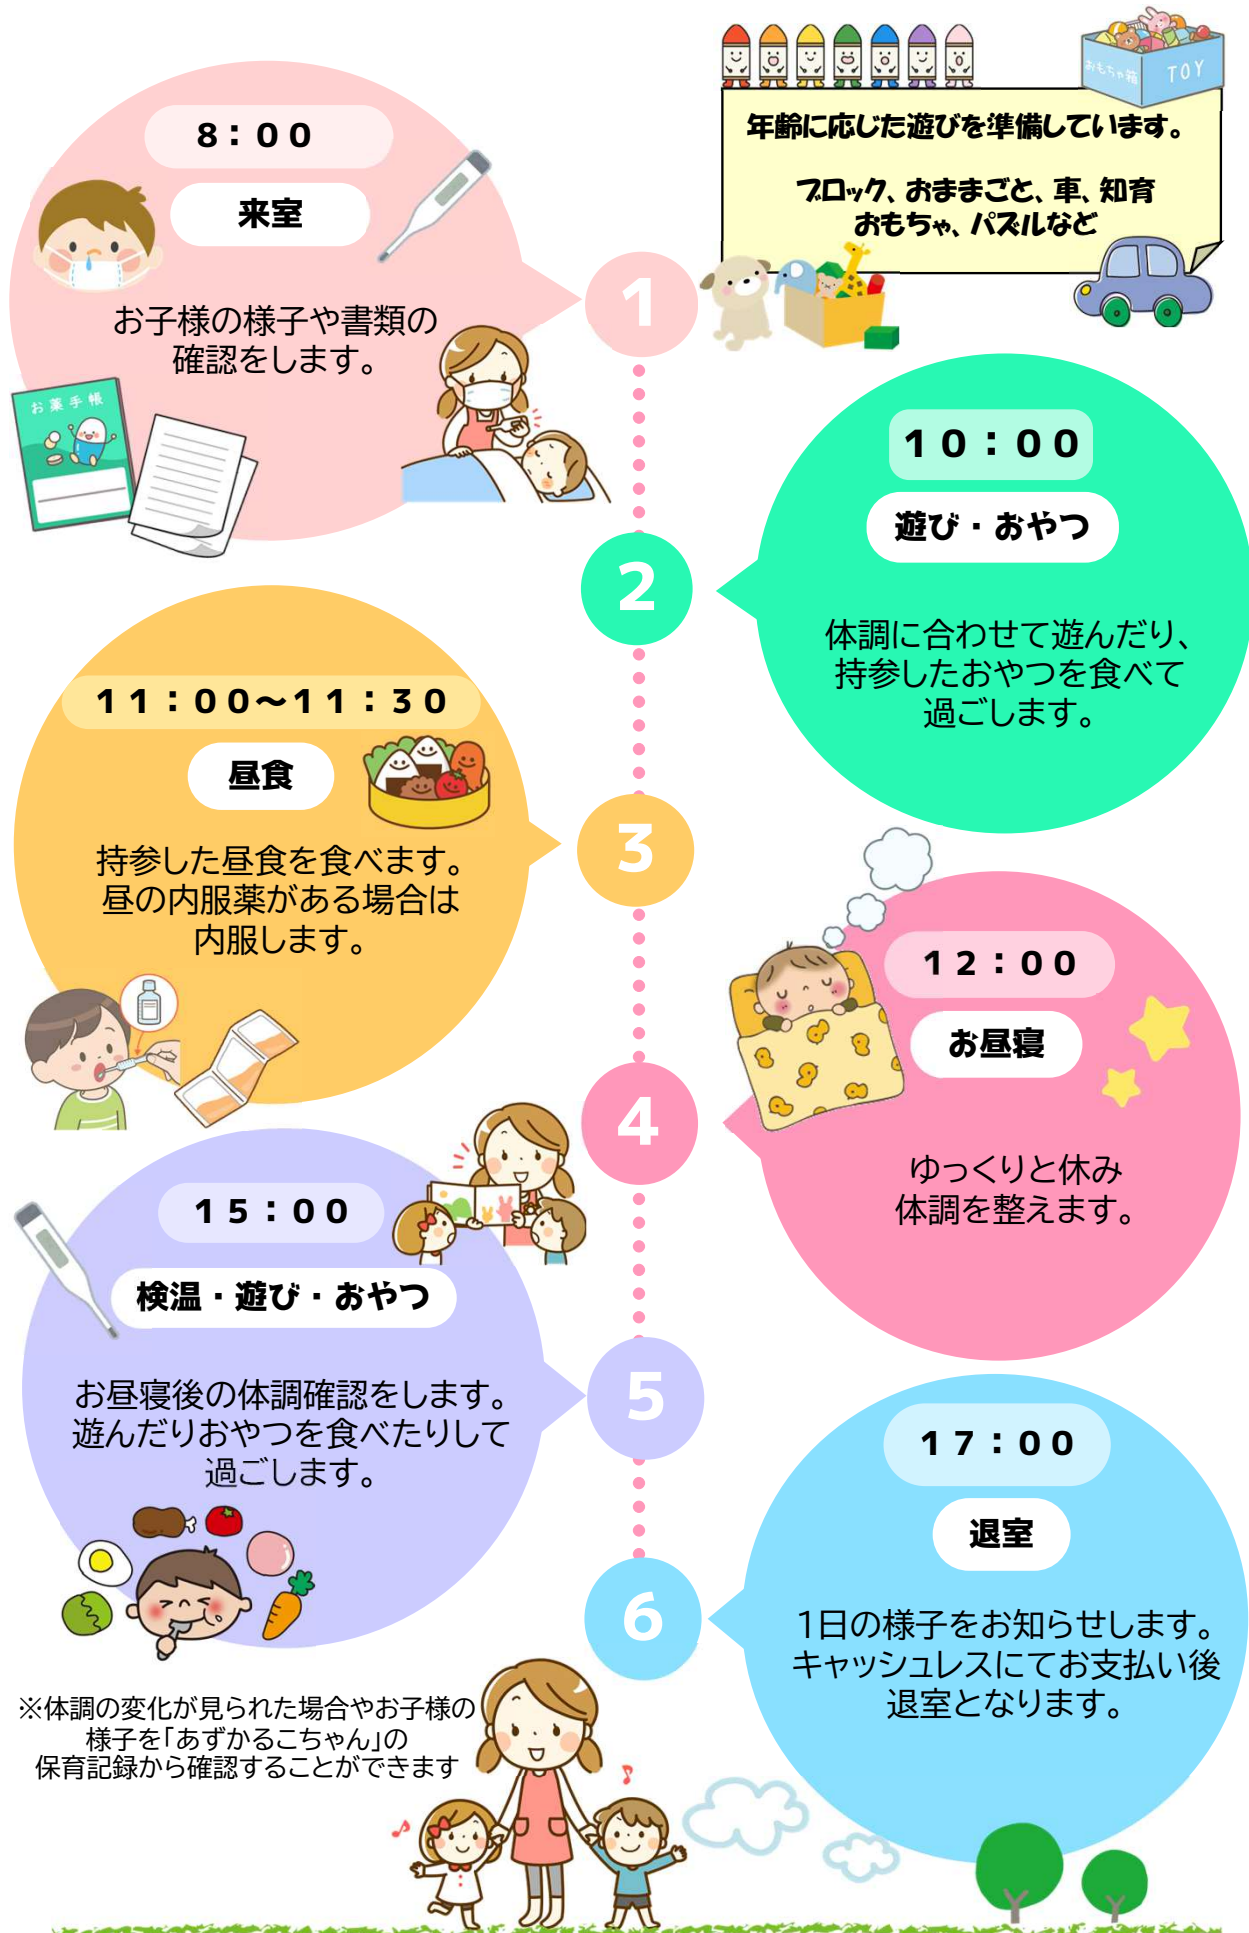 8：00
来室
お子様の様子や書類の
確認をします。
お薬手帳
1
おもちゃ箱
TOY
年齢に応じた遊びを準備しています。
ブロック、おままごと、車、知育
おもちゃ、パズルなど
10：00
遊び・おやつ
体調に合わせて遊んだり、
持参したおやつを食べて
過ごします。
2
11：00～11：30
昼食
持参した昼食を食べます。
昼の内服薬がある場合は
内服します。
3
12：00
お昼寝
ゆっくりと休み
体調を整えます。
4
15：00
検温・遊び・おやつ
お昼寝後の体調確認をします。
遊んだりおやつを食べたりして
過ごします。
5
17：00
退室
1日の様子をお知らせします。
キャッシュレスにてお支払い後
退室となります。
6
※体調の変化が見られた場合やお子様の
様子を「あずかるこちゃん」の
保育記録から確認することができます